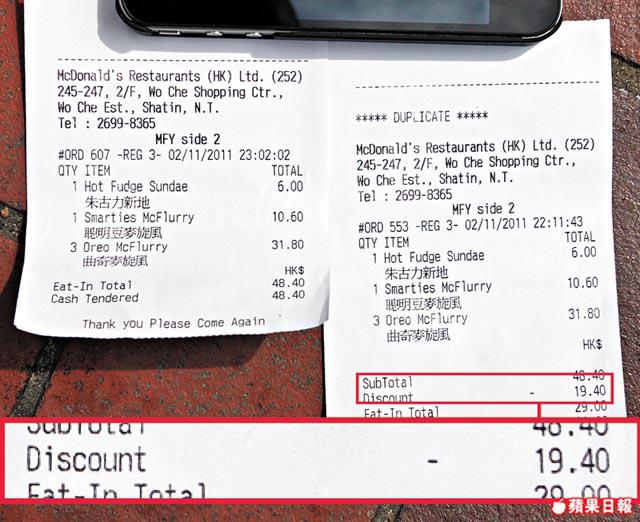 McDonald's Restaurants (HK) Ltd. (252)
245-247, 2/F, Wo Che Shopping Ctr.,
Wo Che Est., Shatin, N.T.
Tel : 2699-8365
MFY side 2
#ORD 607 -REG 3- 02/11/2011 23:02:02
QTY ITEM TOTAL
1 Hot Fudge Sundae 6.00
朱古力新地
1 Smarties McFlurry 10.60
聰明豆麥旋風
3 Oreo McFlurry 31.80
曲奇麥旋風
HK$
Eat-In Total 48.40
Cash Tendered 48.40
Thank you Please Come Again
***** DUPLICATE *****
McDonald's Restaurants (HK) Ltd. (252)
245-247, 2/F, Wo Che Shopping Ctr.,
Wo Che Est., Shatin, N.T.
Tel : 2699-8365
MFY side 2
#ORD 553 -REG 3- 02/11/2011 22:11:43
QTY ITEM TOTAL
1 Hot Fudge Sundae 6.00
朱古力新地
1 Smarties McFlurry 10.60
聰明豆麥旋風
3 Oreo McFlurry 31.80
曲奇麥旋風
HK$
SubTotal 48.40
Discount - 19.40
Eat-In Total 29.00
SubTotal 48.40
Discount - 19.40
Eat-In Total 29.00
蘋果日報